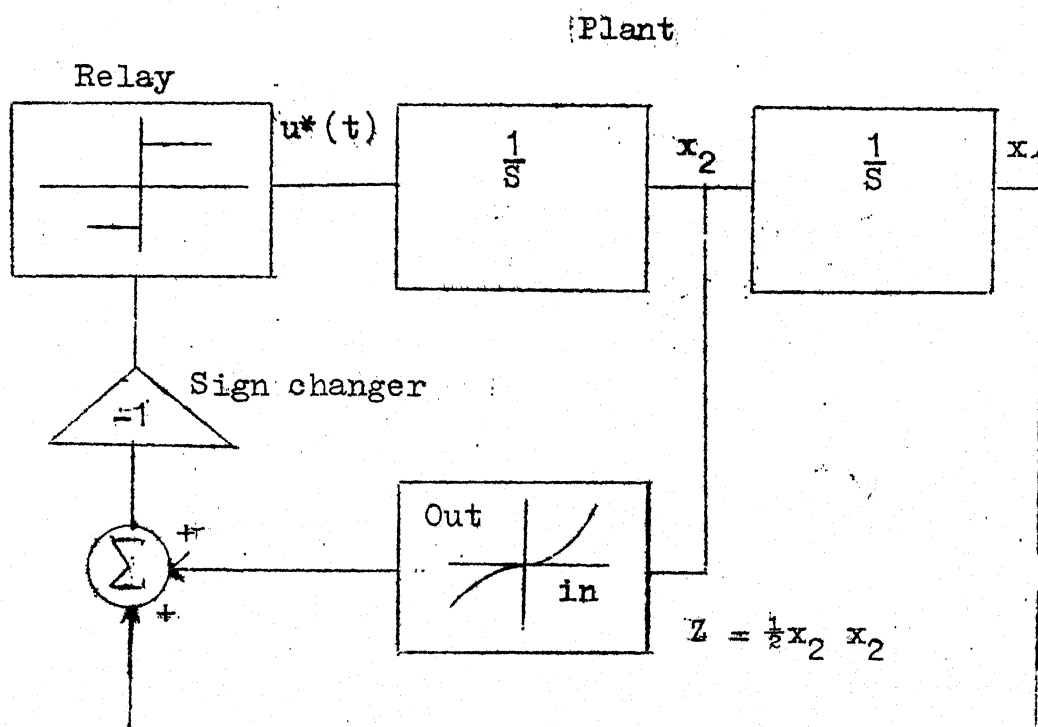 Plant
Relay
u*(t)
1/S
x₂
1/S
x
Sign changer
-1
Out
in
Σ
+
+
Z = ½x₂ x₂